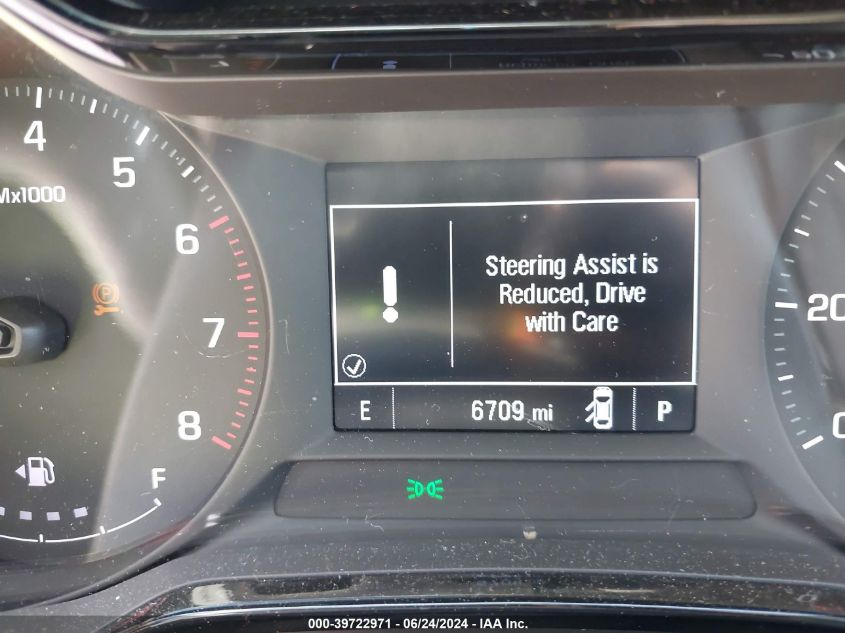 4
5
Mx1000
6
7
8
F
P
Steering Assist is
Reduced, Drive
with Care
E 6709 mi P
20
0
000-39722971 - 06/24/2024 - IAA Inc.